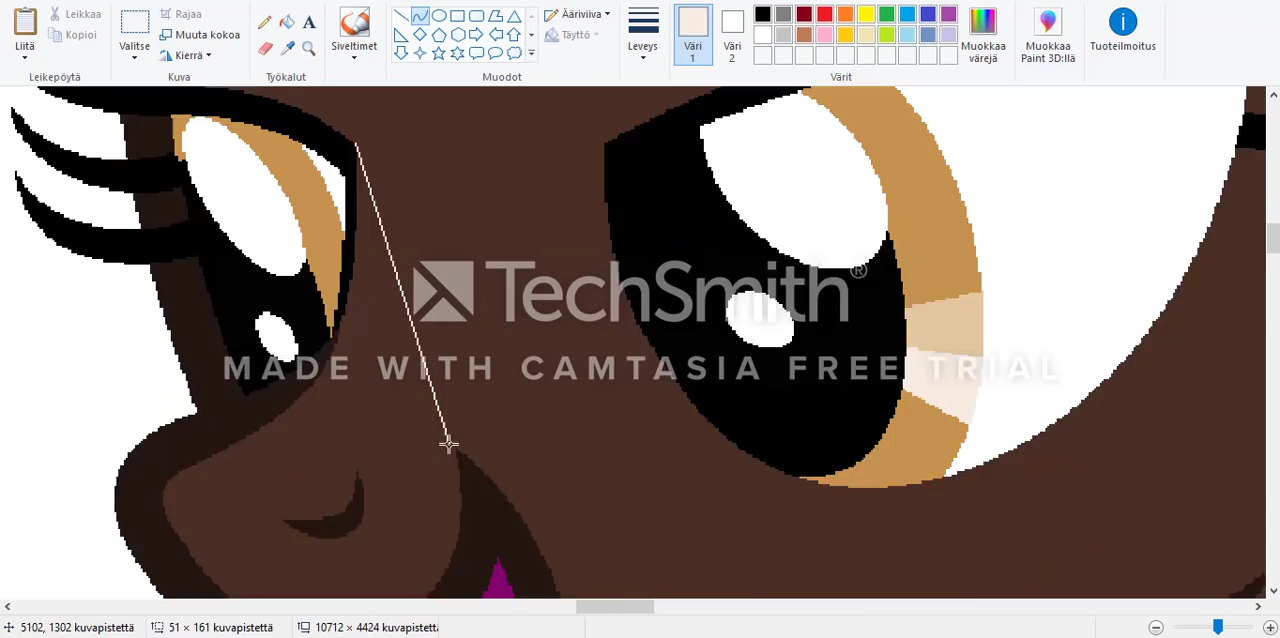 Liitä
Leikkaa
Kopioi
Leikepöytä
Valitse
Rajaa
Muuta kokoa
Kierrä
Kuva
A
Työkalut
Siveltimet
Ääriviiva
Täyttö
Muodot
Leveys
Väri
1
Väri
2
Värit
Muokkaa
värejä
Muokkaa
Paint 3D:llä
Tuoteilmoitus
TechSmith®
MADE WITH CAMTASIA FREE TRIAL
5102, 1302 kuvapistettä
51 × 161 kuvapistettä
10712 × 4424 kuvapistettä